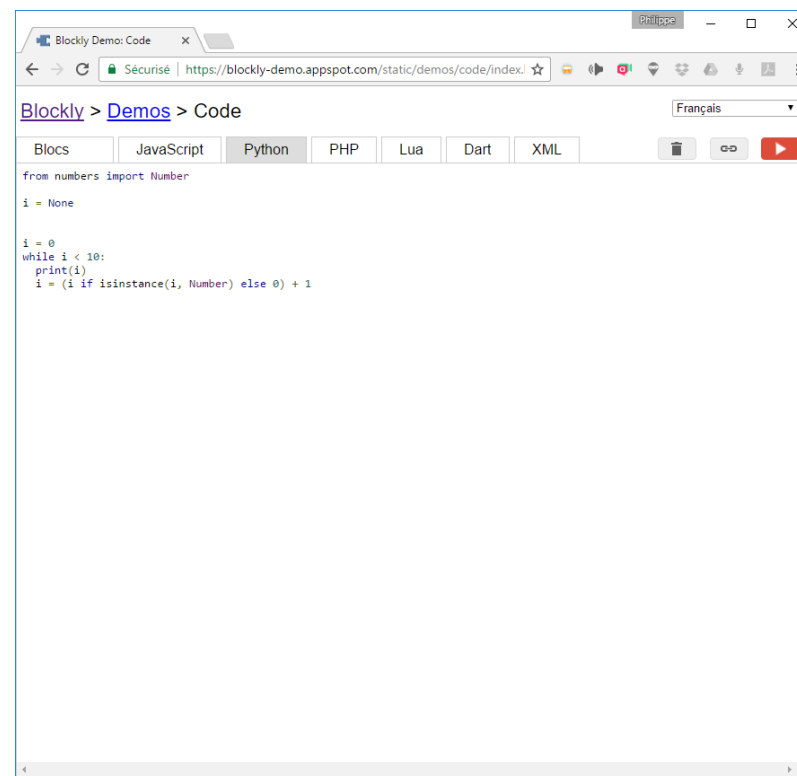 Philippe
Blockly Demo: Code
Sécurisé | https://blockly-demo.appspot.com/static/demos/code/index.
Blockly > Demos > Code
Français
Blocs JavaScript Python PHP Lua Dart XML
from numbers import Number
i = None
i = 0
while i < 10:
  print(i)
  i = (i if isinstance(i, Number) else 0) + 1